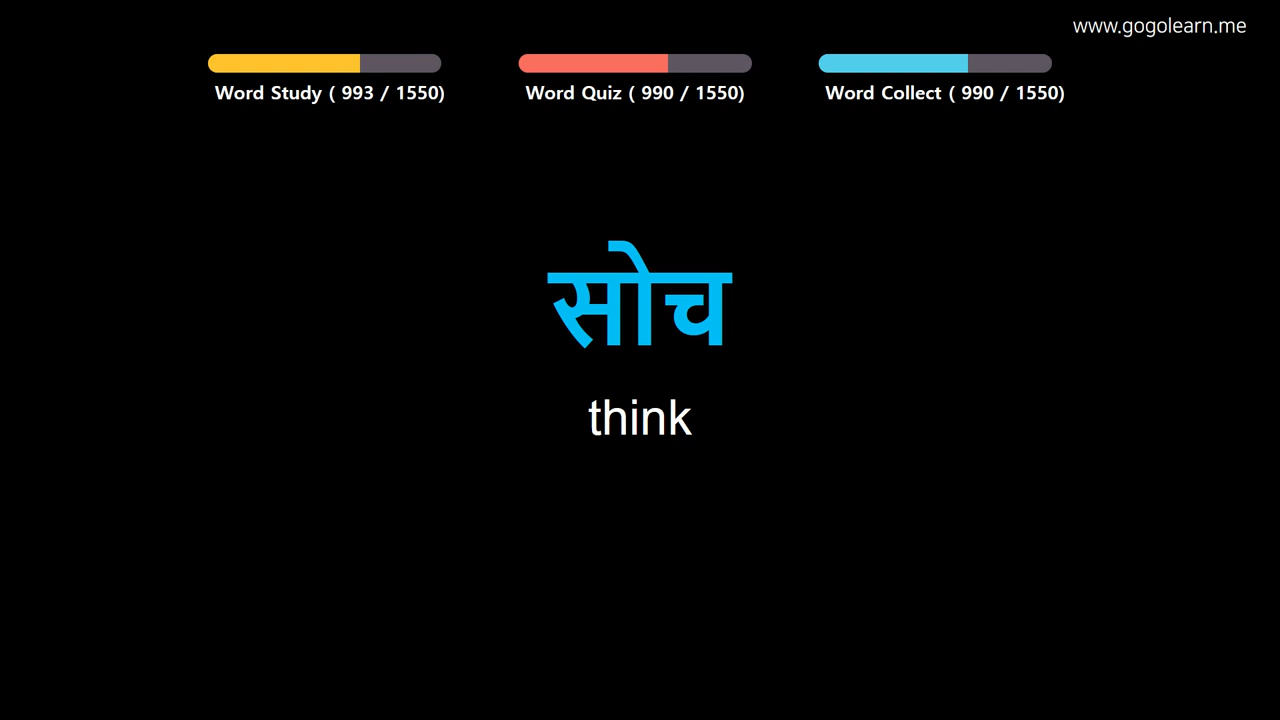 www.gogolearn.me
Word Study ( 993 / 1550)
Word Quiz ( 990 / 1550)
Word Collect ( 990 / 1550)
सोच
think